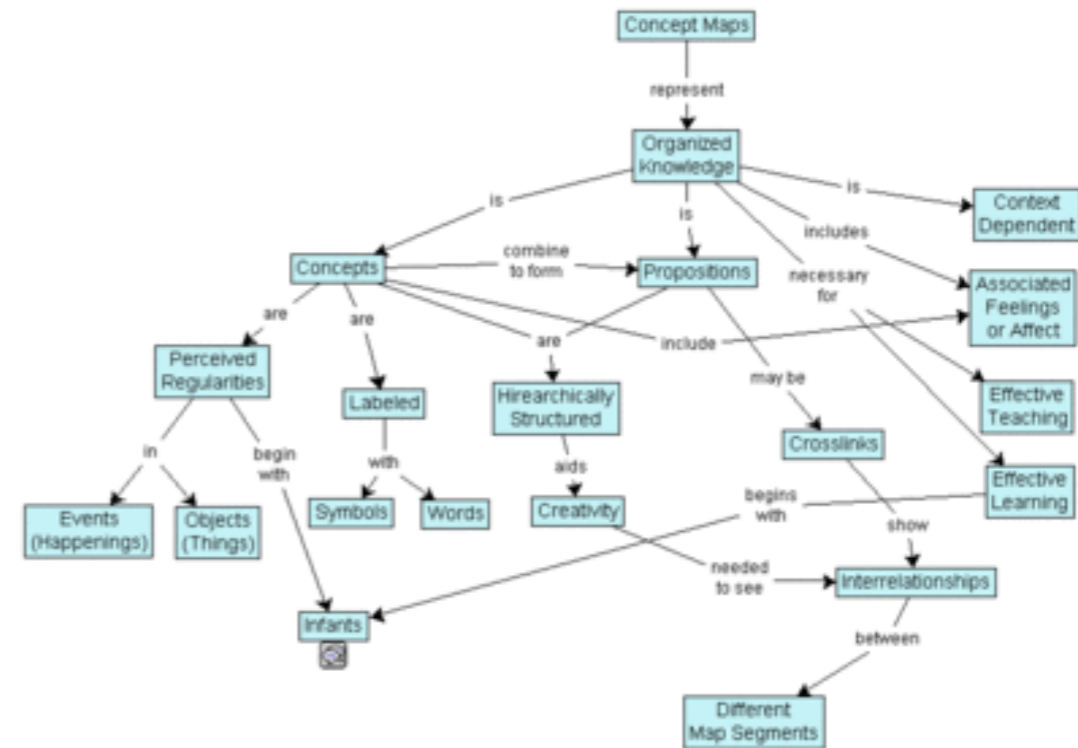 Concept Maps
represent
Organized
Knowledge
is
is
is
Context
Dependent
includes
combine
to form
Concepts
Propositions
necessary
for
Associated
Feelings
or Affect
are
are
are
include
Perceived
Regularities
may be
Labeled
Hirearchically
Structured
Effective
Teaching
Crosslinks
in
begin
with
with
aids
Effective
Learning
begins
with
Events
(Happenings)
Objects
(Things)
Symbols
Words
Creativity
show
needed
to see
Interrelationships
Infants
between
Different
Map Segments